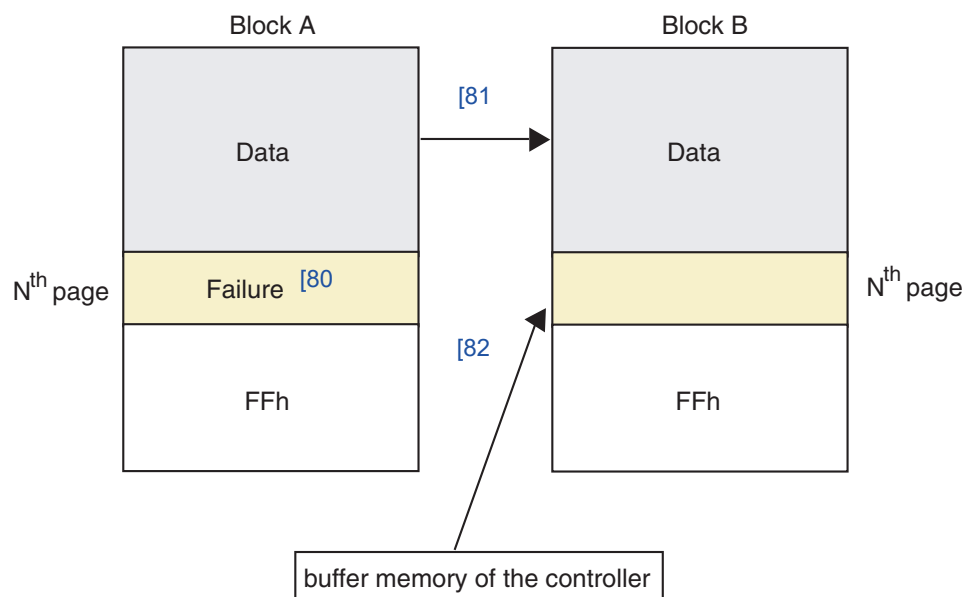 Block A
Block B
[81
Data
Data
Nth page
Failure [80
Nth page
[82
FFh
FFh
buffer memory of the controller